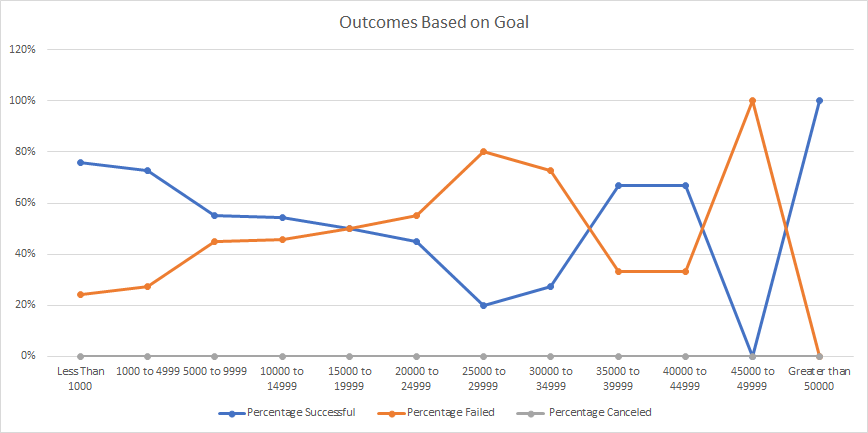 Outcomes Based on Goal
120%
100%
80%
60%
40%
20%
0%
Less Than
1000
1000 to 4999
5000 to 9999
10000 to
14999
15000 to
19999
20000 to
24999
25000 to
29999
30000 to
34999
35000 to
39999
40000 to
44999
45000 to
49999
Greater than
50000
Percentage Successful
Percentage Failed
Percentage Canceled